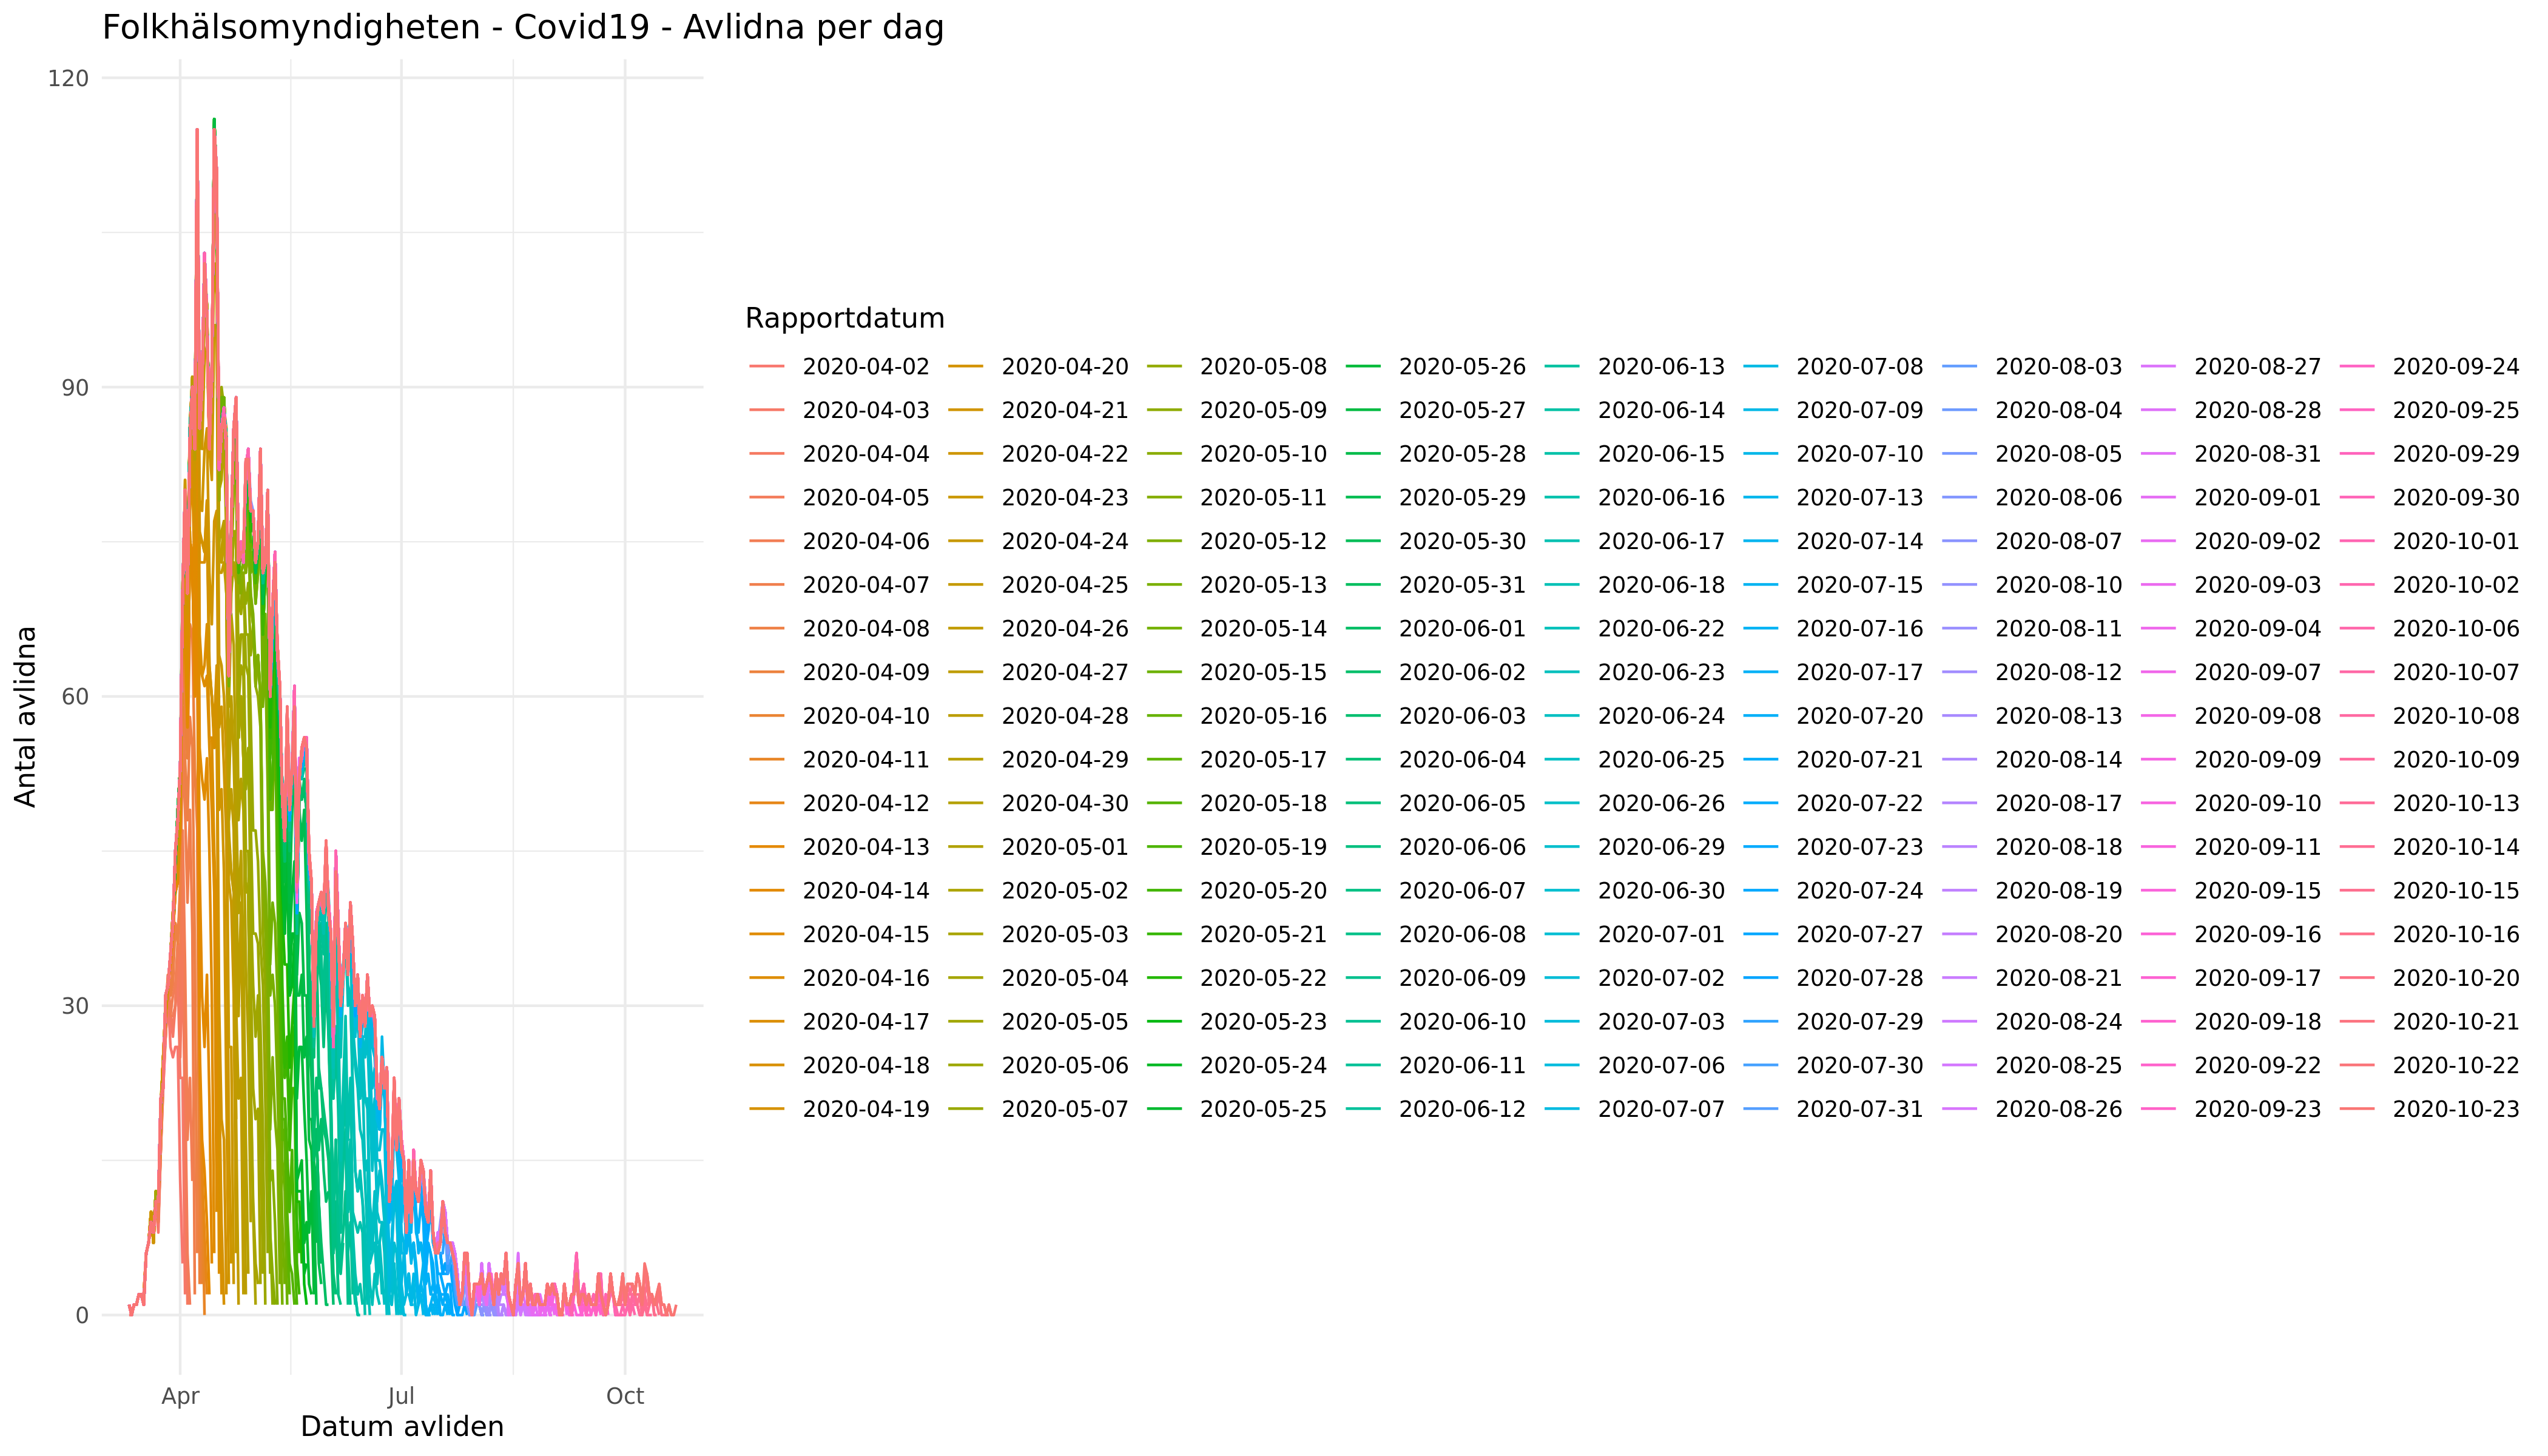 Folkhälsomyndigheten - Covid19 - Avlidna per dag
120
90
60
30
0
Antal avlidna
Apr Jul Oct
Datum avliden
Rapportdatum
2020-04-02 2020-04-20 2020-05-08 2020-05-26 2020-06-13 2020-07-08 2020-08-03 2020-08-27 2020-09-24
2020-04-03 2020-04-21 2020-05-09 2020-05-27 2020-06-14 2020-07-09 2020-08-04 2020-08-28 2020-09-25
2020-04-04 2020-04-22 2020-05-10 2020-05-28 2020-06-15 2020-07-10 2020-08-05 2020-08-31 2020-09-29
2020-04-05 2020-04-23 2020-05-11 2020-05-29 2020-06-16 2020-07-13 2020-08-06 2020-09-01 2020-09-30
2020-04-06 2020-04-24 2020-05-12 2020-05-30 2020-06-17 2020-07-14 2020-08-07 2020-09-02 2020-10-01
2020-04-07 2020-04-25 2020-05-13 2020-05-31 2020-06-18 2020-07-15 2020-08-10 2020-09-03 2020-10-02
2020-04-08 2020-04-26 2020-05-14 2020-06-01 2020-06-22 2020-07-16 2020-08-11 2020-09-04 2020-10-06
2020-04-09 2020-04-27 2020-05-15 2020-06-02 2020-06-23 2020-07-17 2020-08-12 2020-09-07 2020-10-07
2020-04-10 2020-04-28 2020-05-16 2020-06-03 2020-06-24 2020-07-20 2020-08-13 2020-09-08 2020-10-08
2020-04-11 2020-04-29 2020-05-17 2020-06-04 2020-06-25 2020-07-21 2020-08-14 2020-09-09 2020-10-09
2020-04-12 2020-04-30 2020-05-18 2020-06-05 2020-06-26 2020-07-22 2020-08-17 2020-09-10 2020-10-13
2020-04-13 2020-05-01 2020-05-19 2020-06-06 2020-06-29 2020-07-23 2020-08-18 2020-09-11 2020-10-14
2020-04-14 2020-05-02 2020-05-20 2020-06-07 2020-06-30 2020-07-24 2020-08-19 2020-09-15 2020-10-15
2020-04-15 2020-05-03 2020-05-21 2020-06-08 2020-07-01 2020-07-27 2020-08-20 2020-09-16 2020-10-16
2020-04-16 2020-05-04 2020-05-22 2020-06-09 2020-07-02 2020-07-28 2020-08-21 2020-09-17 2020-10-20
2020-04-17 2020-05-05 2020-05-23 2020-06-10 2020-07-03 2020-07-29 2020-08-24 2020-09-18 2020-10-21
2020-04-18 2020-05-06 2020-05-24 2020-06-11 2020-07-06 2020-07-30 2020-08-25 2020-09-22 2020-10-22
2020-04-19 2020-05-07 2020-05-25 2020-06-12 2020-07-07 2020-07-31 2020-08-26 2020-09-23 2020-10-23